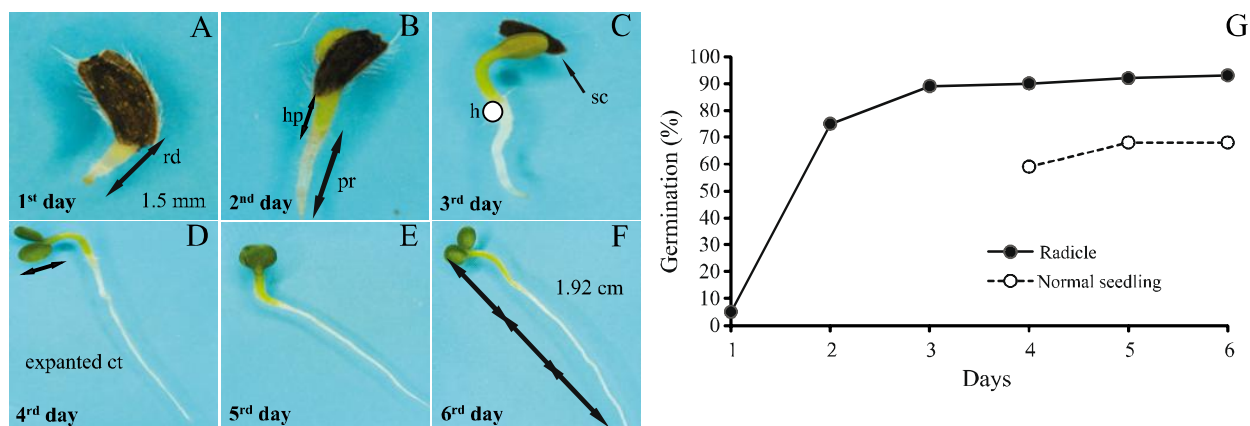 A
rd
1st day
1.5 mm
B
hp
pr
2nd day
C
sc
h
3rd day
D
expanted ct
4rd day
E
5rd day
F
1.92 cm
6rd day
G
Germination (%)
100
90
80
70
60
50
40
30
20
10
0
Radicle
Normal seedling
1 2 3 4 5 6
Days